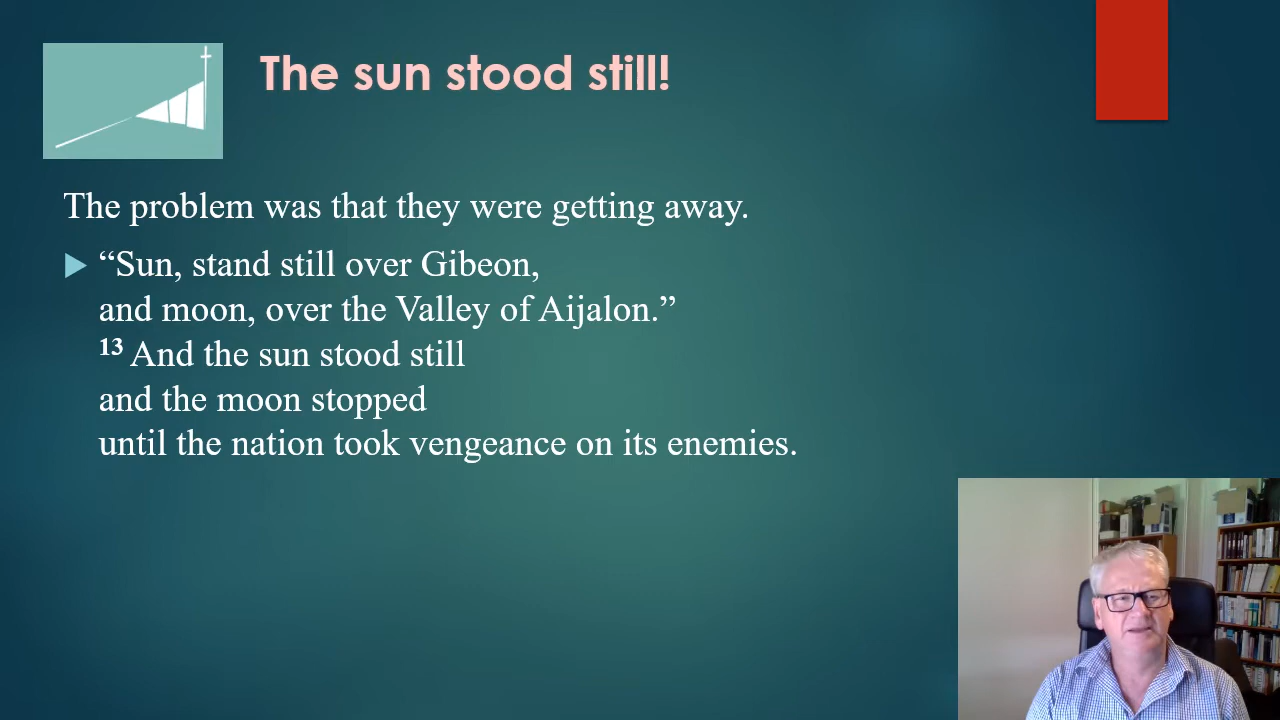 The sun stood still!
The problem was that they were getting away.
“Sun, stand still over Gibeon,
and moon, over the Valley of Aijalon.”
13 And the sun stood still
and the moon stopped
until the nation took vengeance on its enemies.